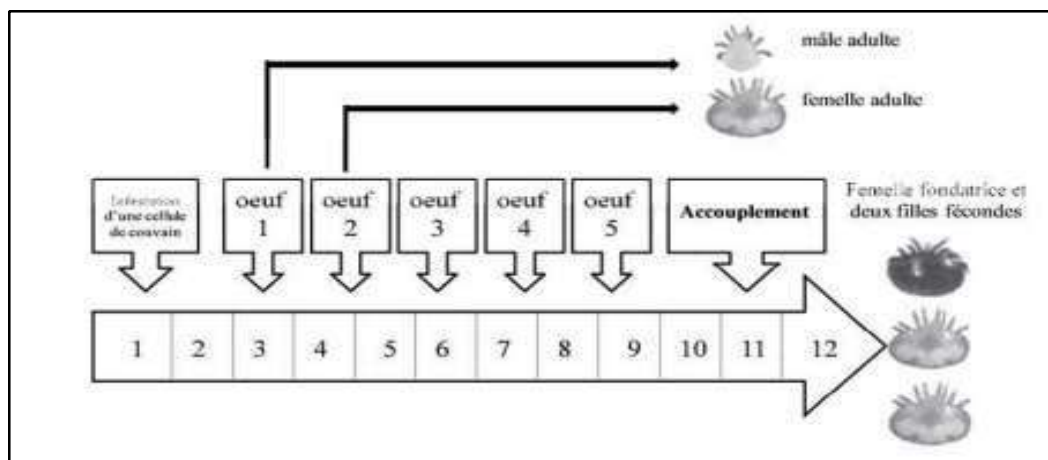 mâle adulte
femelle adulte
Infestation
d'une cellule
de couvain
oeuf
1
oeuf
2
oeuf
3
oeuf
4
oeuf
5
Accouplement
Femelle fondatrice et
deux filles fécondes
1 2 3 4 5 6 7 8 9 10 11 12